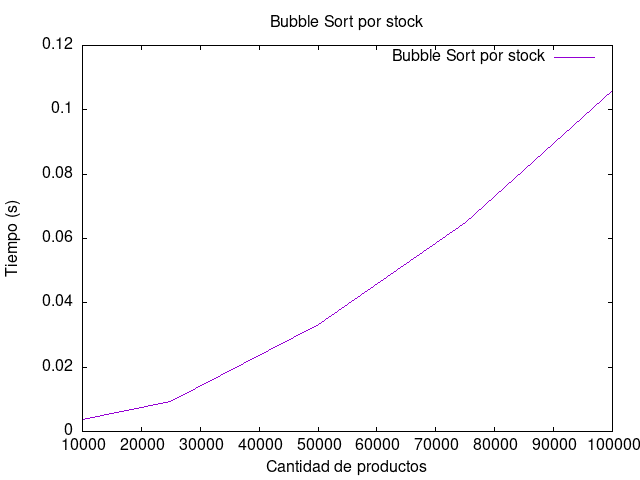 Bubble Sort por stock
Bubble Sort por stock
0.12
0.1
0.08
0.06
0.04
0.02
0
Tiempo (s)
10000 20000 30000 40000 50000 60000 70000 80000 90000 100000
Cantidad de productos